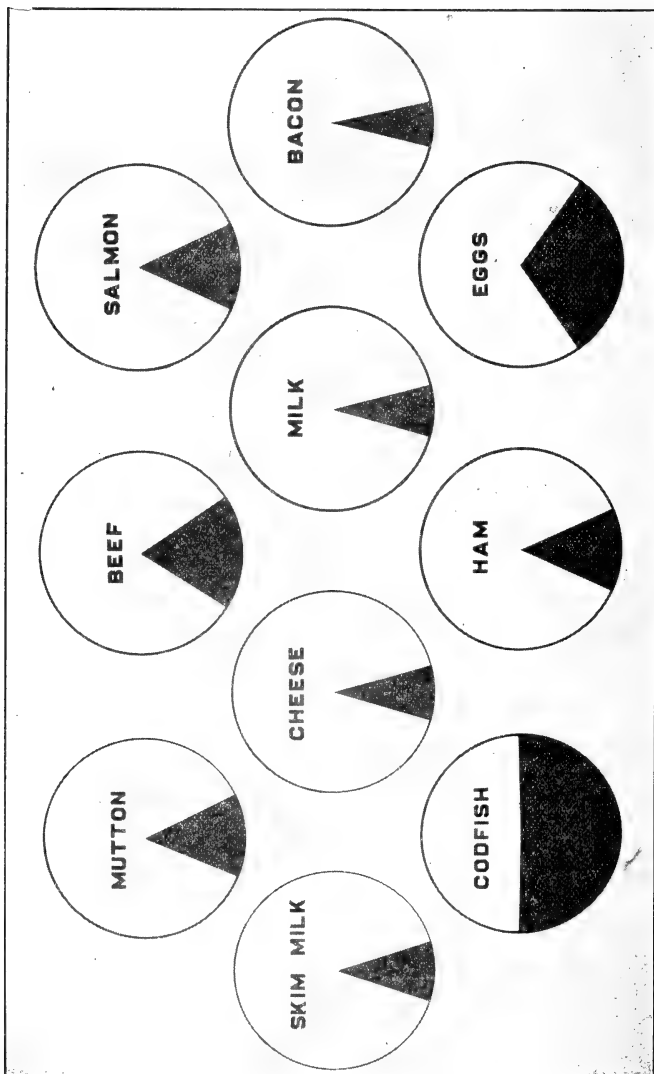 MUTTON
BEEF
SALMON
SKIM MILK
CHEESE
MILK
BACON
CODFISH
HAM
EGGS